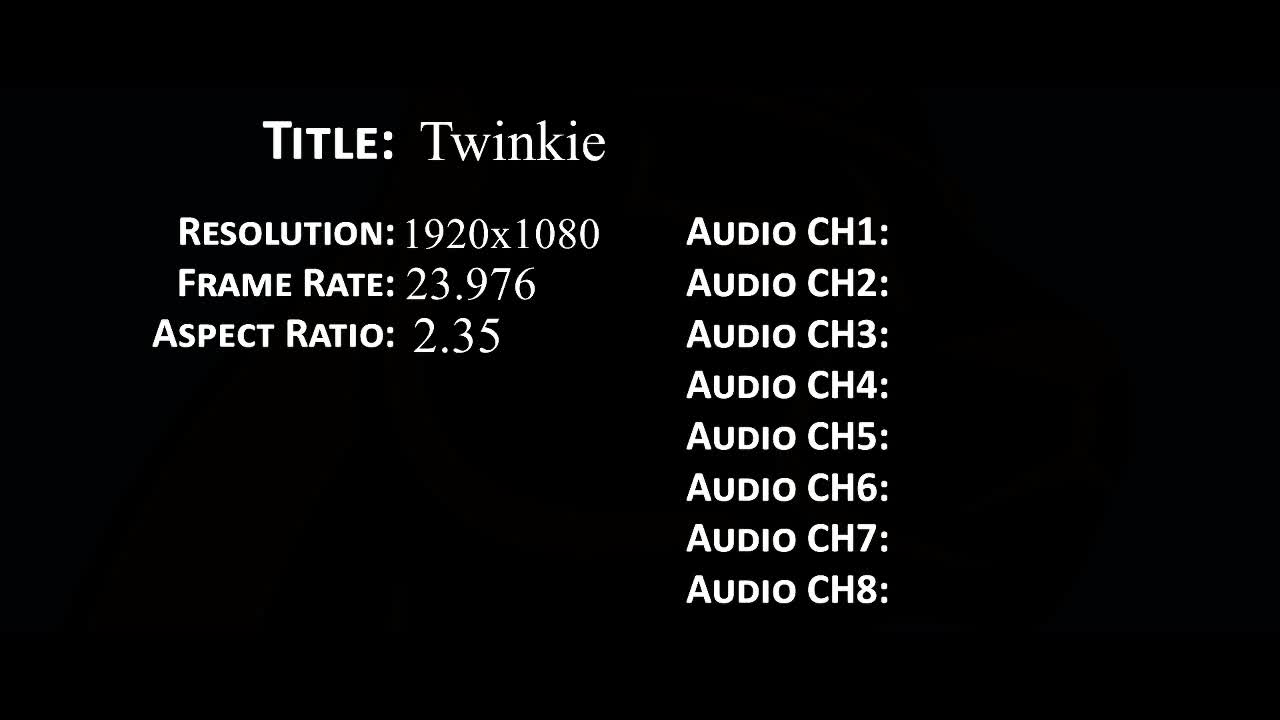 TITLE: Twinkie
RESOLUTION: 1920x1080
FRAME RATE: 23.976
ASPECT RATIO: 2.35
AUDIO CH1:
AUDIO CH2:
AUDIO CH3:
AUDIO CH4:
AUDIO CH5:
AUDIO CH6:
AUDIO CH7:
AUDIO CH8: